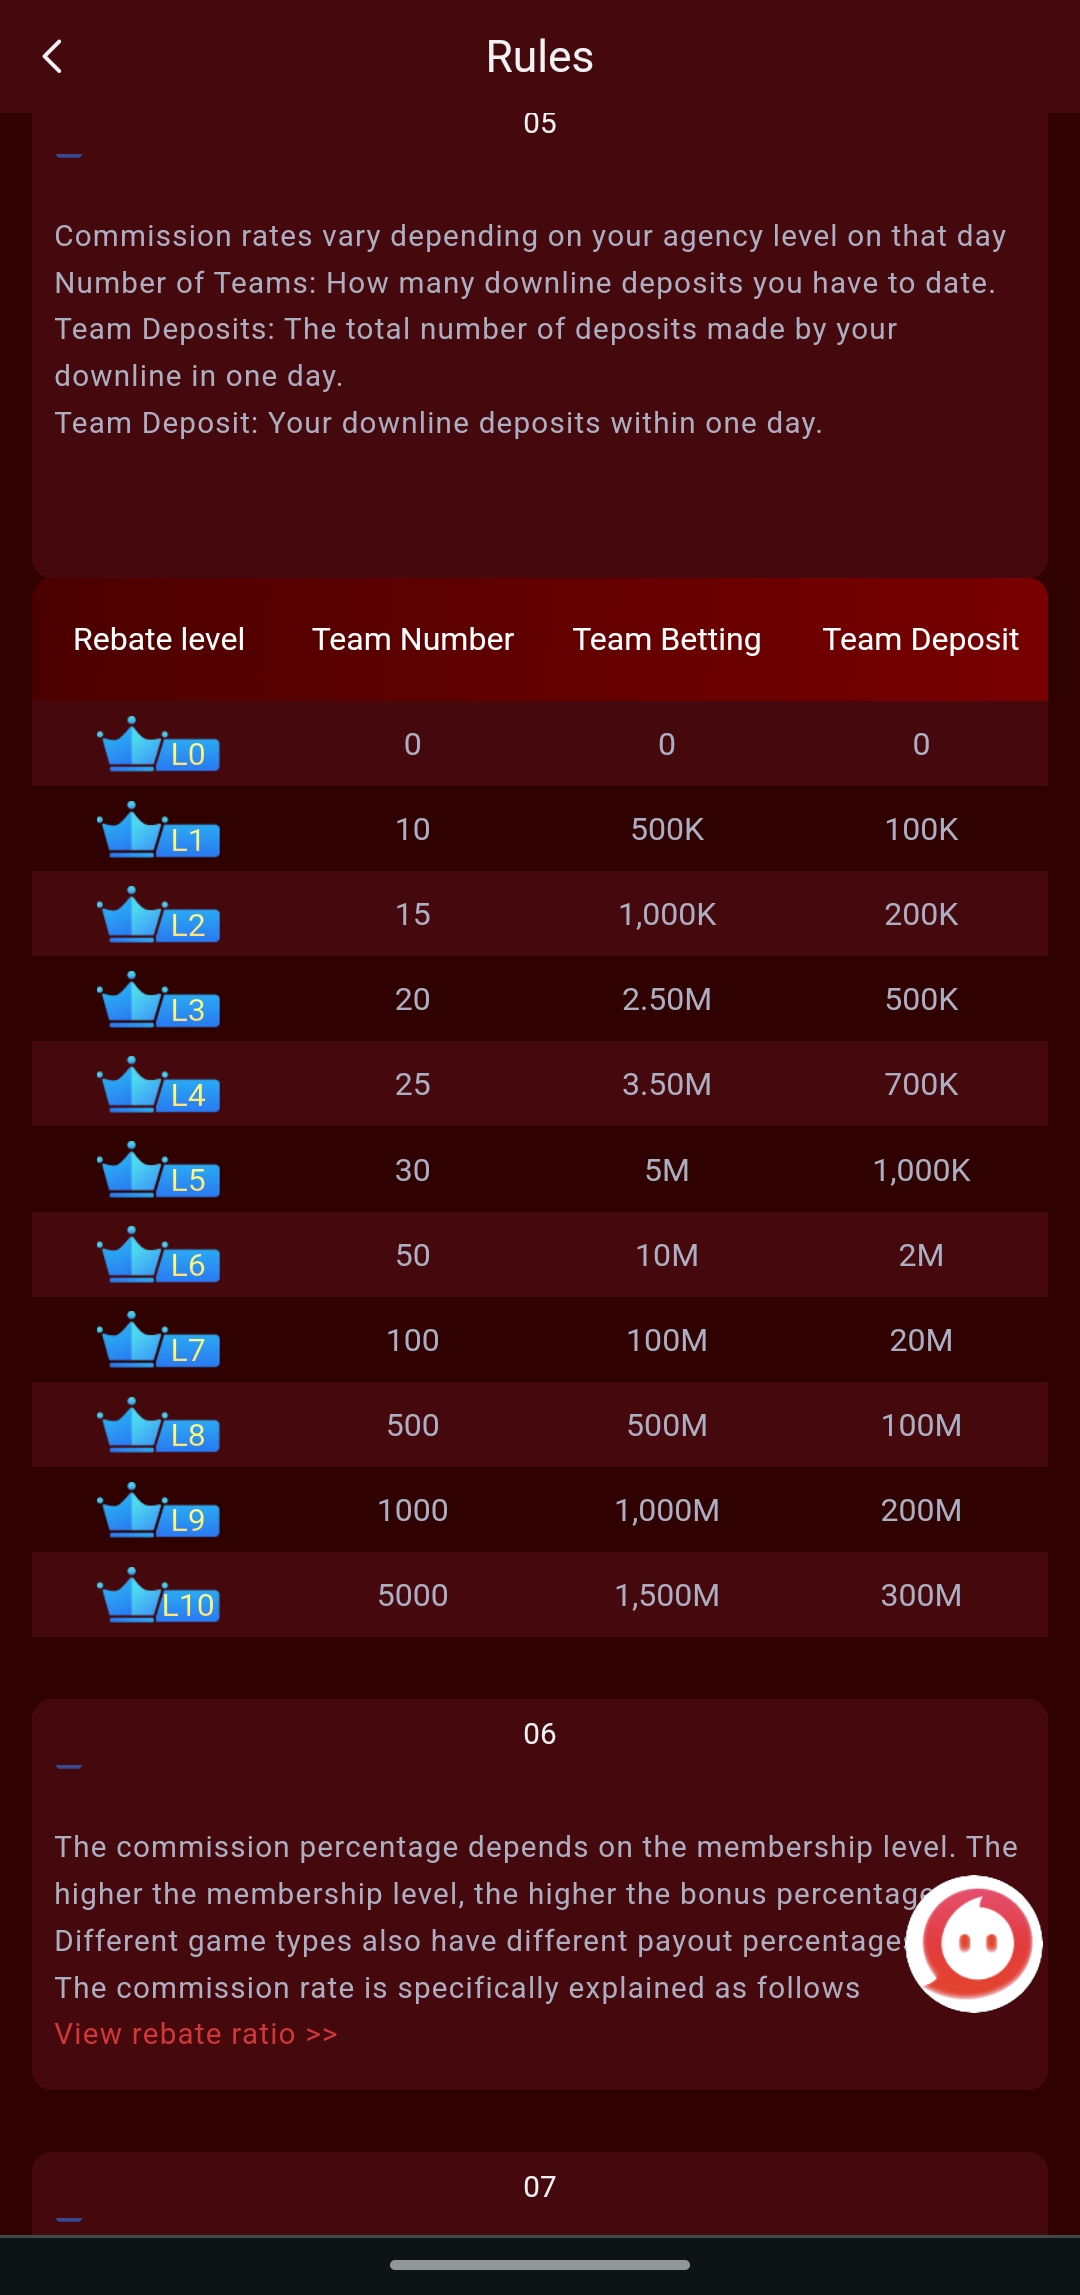 Rules
05
Commission rates vary depending on your agency level on that day
Number of Teams: How many downline deposits you have to date.
Team Deposits: The total number of deposits made by your
downline in one day.
Team Deposit: Your downline deposits within one day.
Rebate level Team Number Team Betting Team Deposit
L0 0 0 0
L1 10 500K 100K
L2 15 1,000K 200K
L3 20 2.50M 500K
L4 25 3.50M 700K
L5 30 5M 1,000K
L6 50 10M 2M
L7 100 100M 20M
L8 500 500M 100M
L9 1000 1,000M 200M
L10 5000 1,500M 300M
06
The commission percentage depends on the membership level. The
higher the membership level, the higher the bonus percentage
Different game types also have different payout percentages
The commission rate is specifically explained as follows
View rebate ratio >>
07